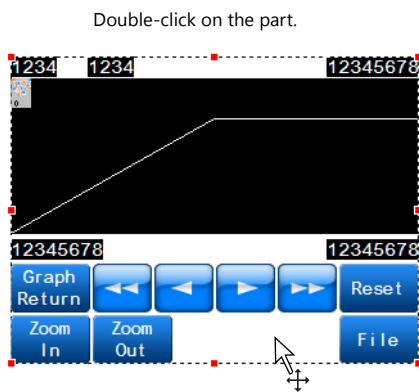 Double-click on the part.
1234 1234 12345678
0
12345678 12345678
Graph
Return
Reset
Zoom
In
Zoom
Out
File